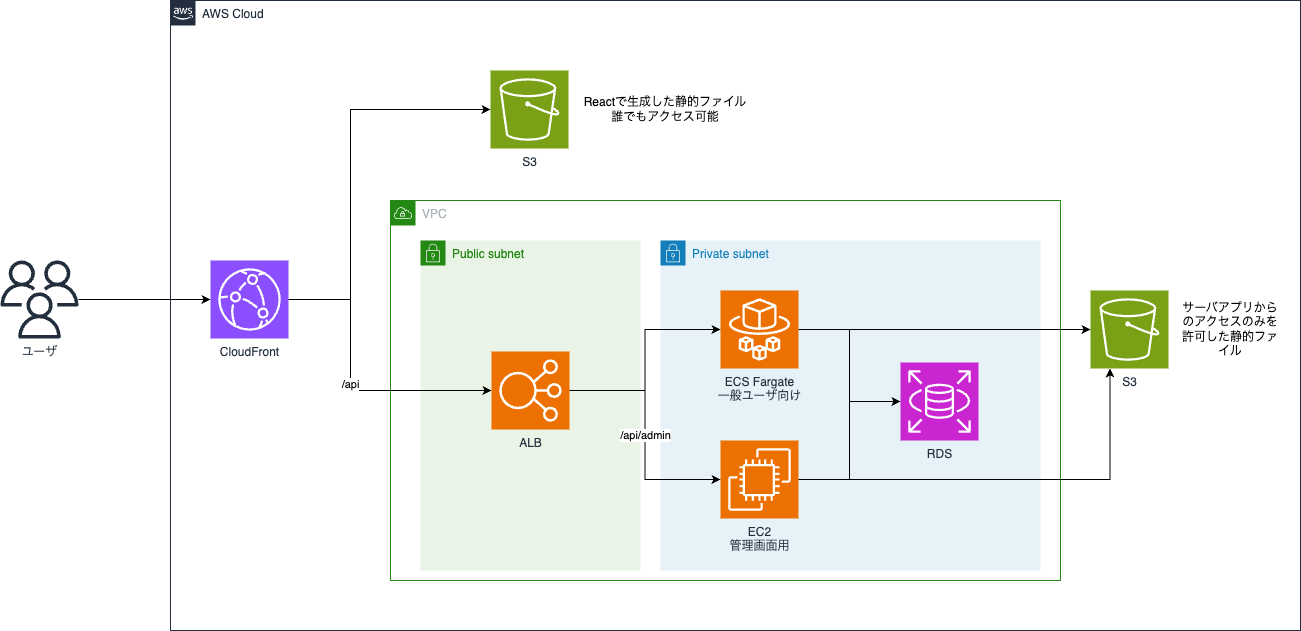 aws
AWS Cloud
Reactで生成した静的ファイル
誰でもアクセス可能
S3
VPC
Public subnet
Private subnet
ユーザ
CloudFront
/api
ALB
/api/admin
ECS Fargate
一般ユーザ向け
EC2
管理画面用
RDS
サーバアプリから
のアクセスのみを
許可した静的ファ
イル
S3